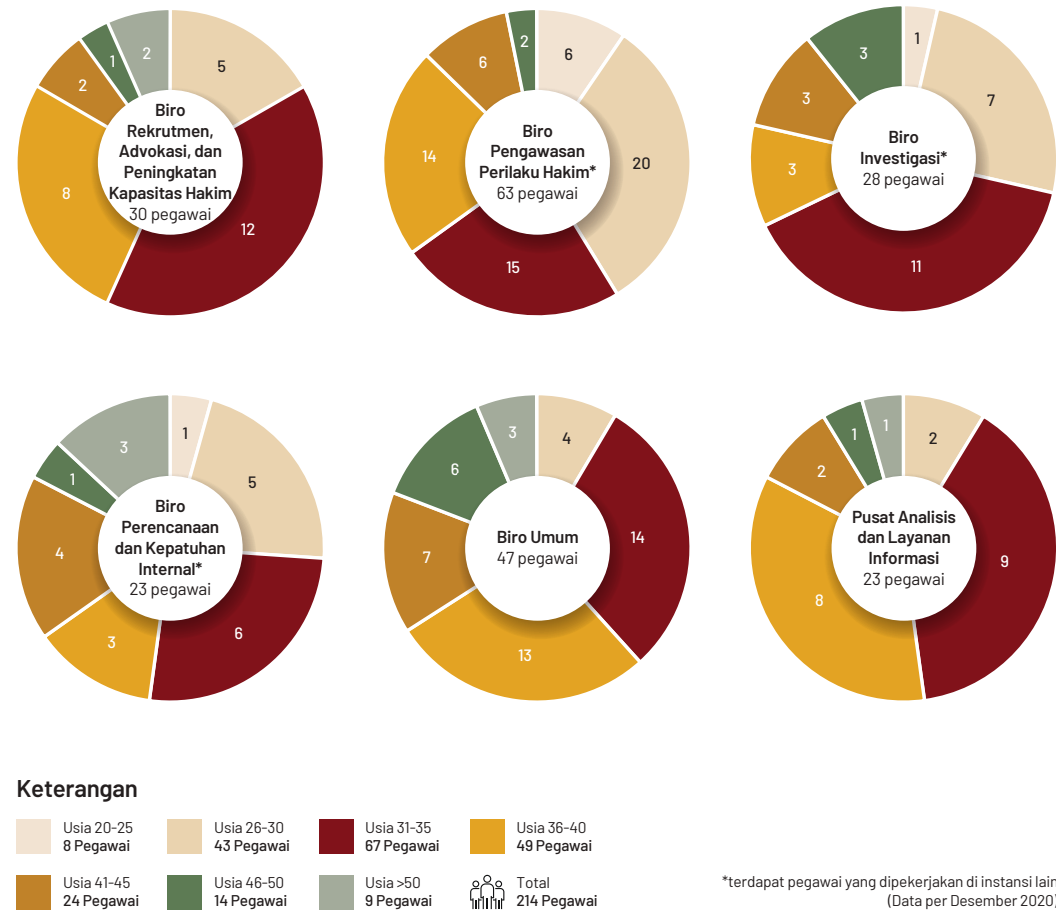 5
12
8
2
1
2
Biro
Rekrutmen,
Advokasi, dan
Peningkatan
Kapasitas Hakim
30 pegawai
6
20
15
14
6
2
Biro
Pengawasan
Perilaku Hakim*
63 pegawai
1
7
11
3
3
3
Biro
Investigasi*
28 pegawai
1
5
6
3
4
1
3
Biro
Perencanaan
dan Kepatuhan
Internal*
23 pegawai
4
14
13
7
6
3
Biro Umum
47 pegawai
2
9
8
2
1
1
Pusat Analisis
dan Layanan
Informasi
23 pegawai
Keterangan
Usia 20-25
8 Pegawai
Usia 26-30
43 Pegawai
Usia 31-35
67 Pegawai
Usia 36-40
49 Pegawai
Usia 41-45
24 Pegawai
Usia 46-50
14 Pegawai
Usia >50
9 Pegawai
Total
214 Pegawai
*terdapat pegawai yang dipekerjakan di instansi lain
(Data per Desember 2020)